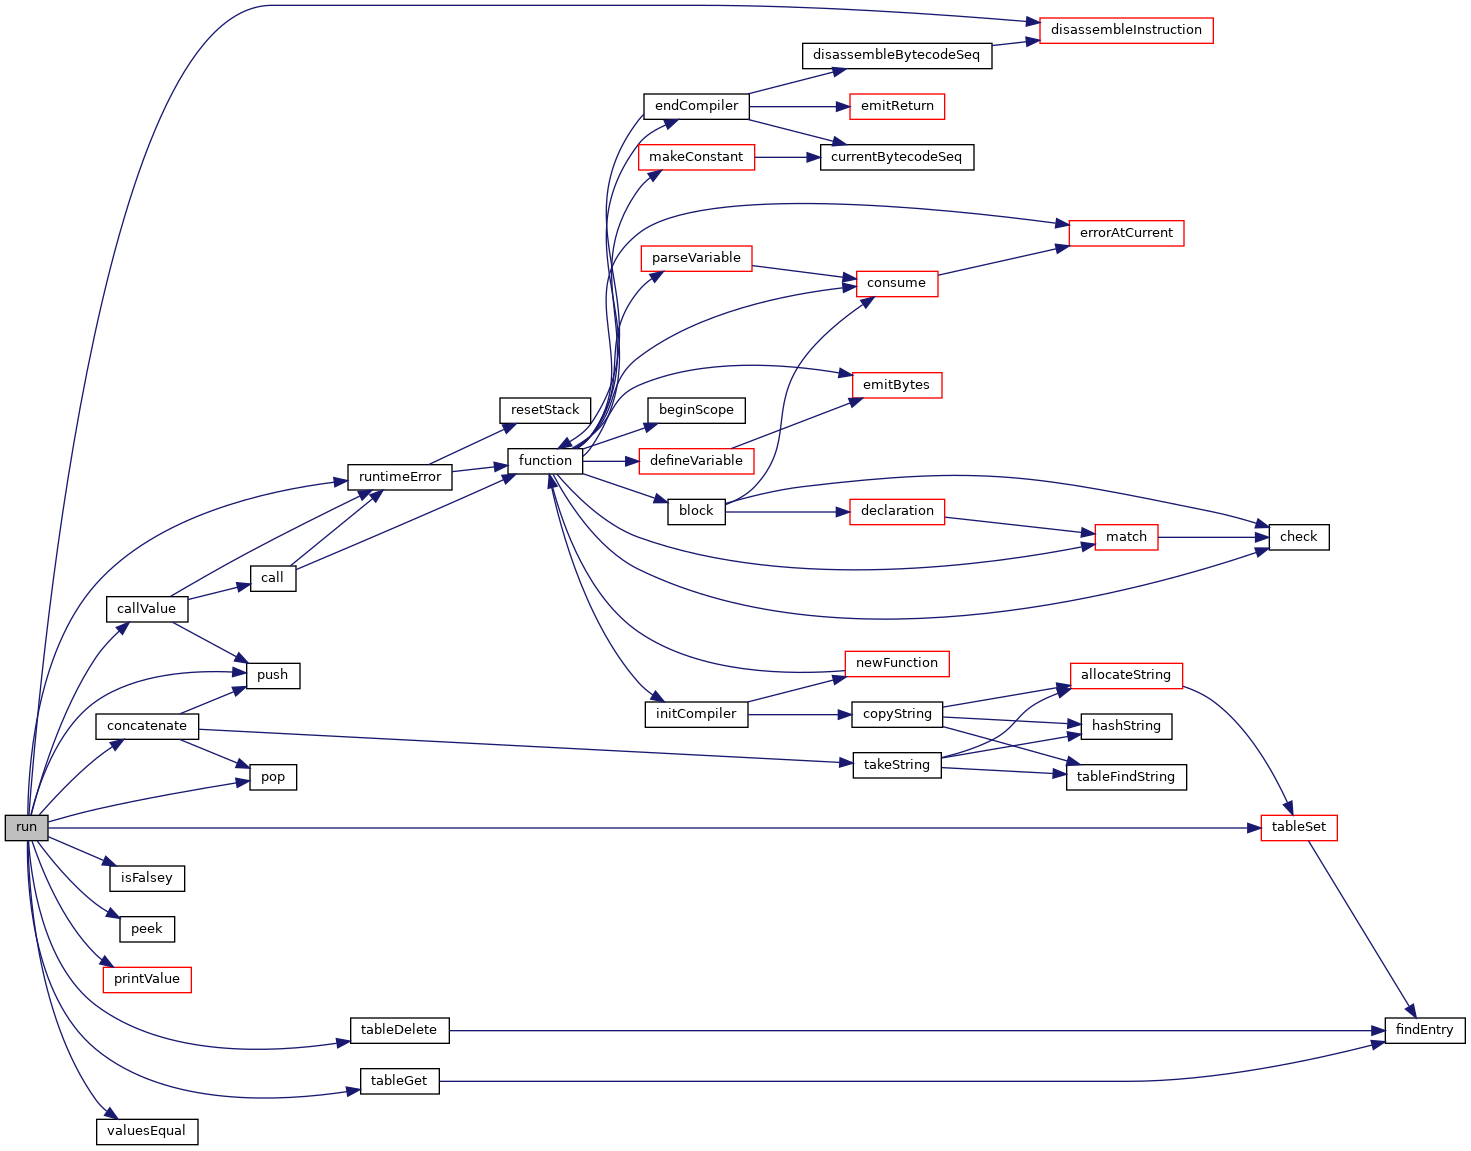 disassembleInstruction
disassembleBytecodeSeq
endCompiler
emitReturn
makeConstant
currentBytecodeSeq
errorAtCurrent
parseVariable
consume
emitBytes
resetStack
beginScope
function
defineVariable
runtimeError
block
declaration
match
check
call
callValue
newFunction
push
allocateString
initCompiler
copyString
concatenate
hashString
takeString
pop
tableFindString
run
tableSet
isFalsey
peek
printValue
tableDelete
findEntry
tableGet
valuesEqual